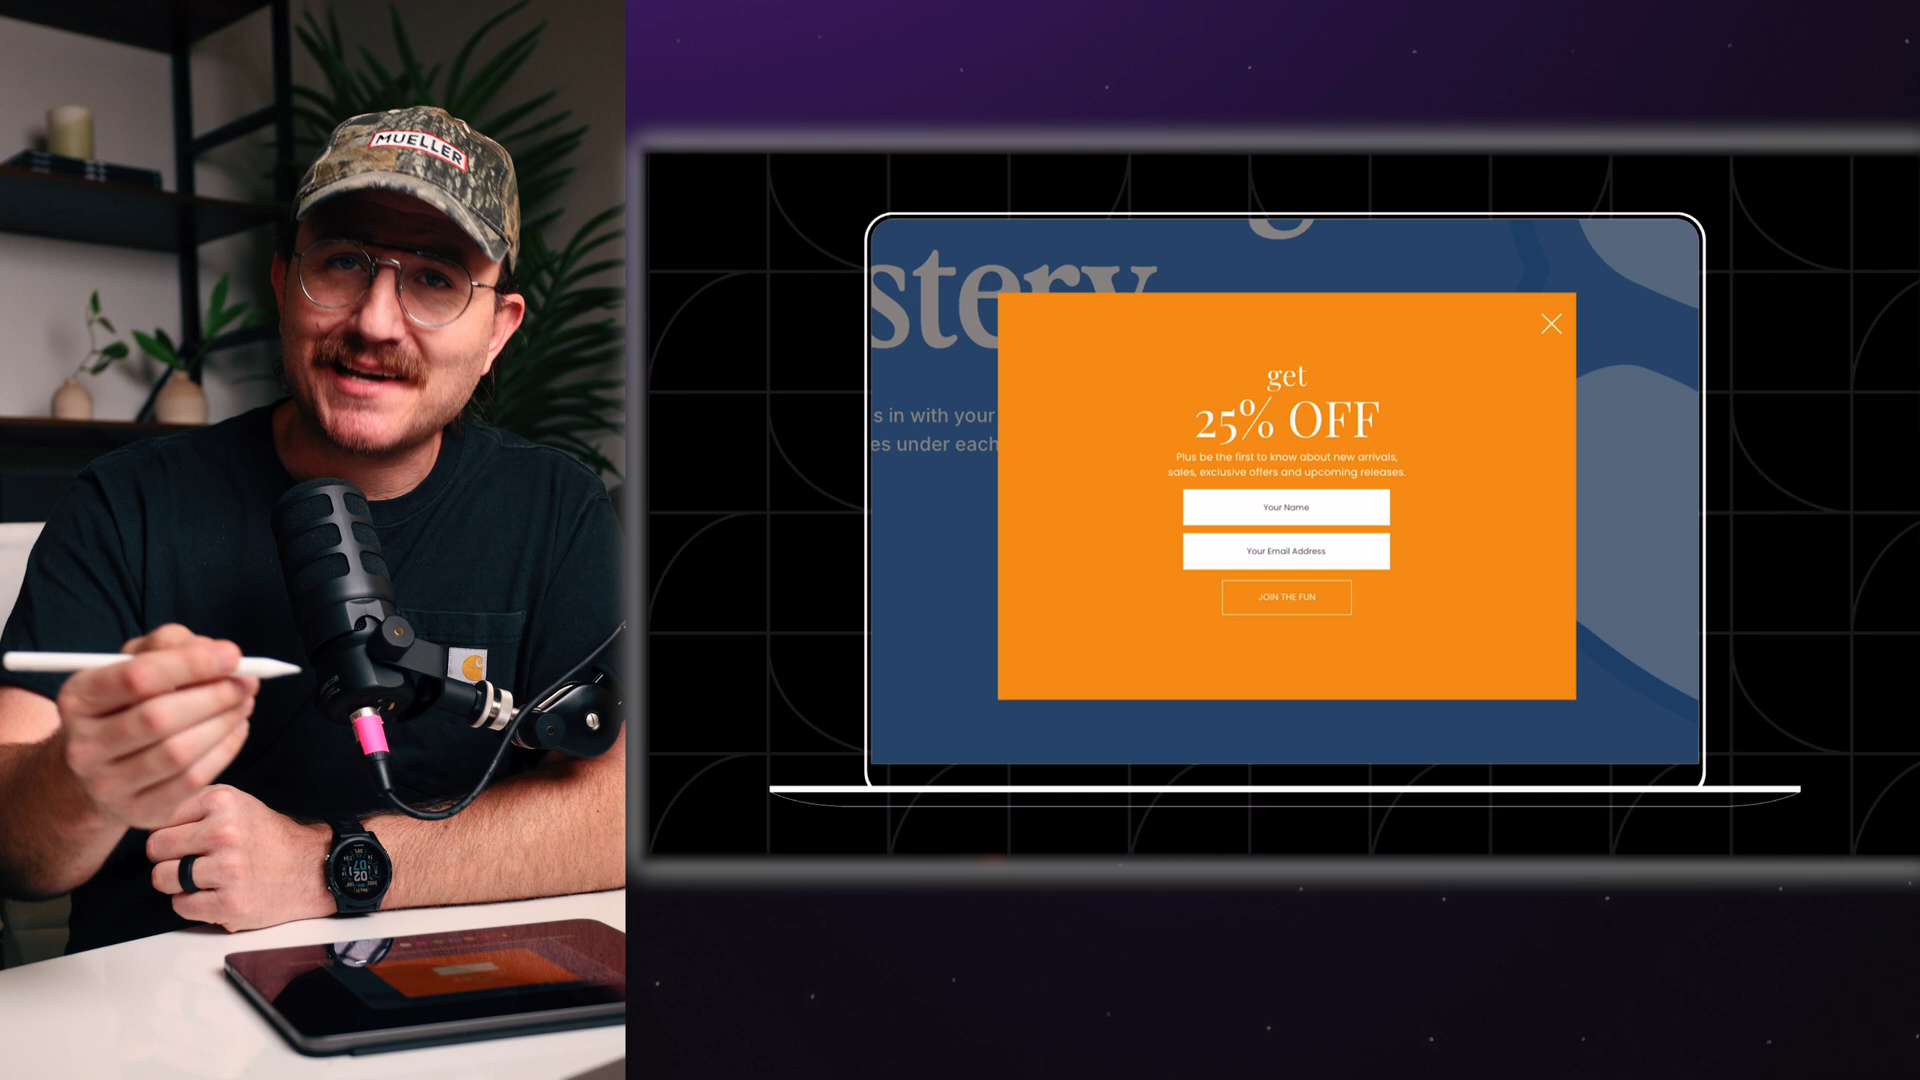 MUELLER
stery
s in with your
es under each
get
25% OFF
Plus be the first to know about new arrivals,
sales, exclusive offers and upcoming releases.
Your Name
Your Email Address
JOIN THE FUN